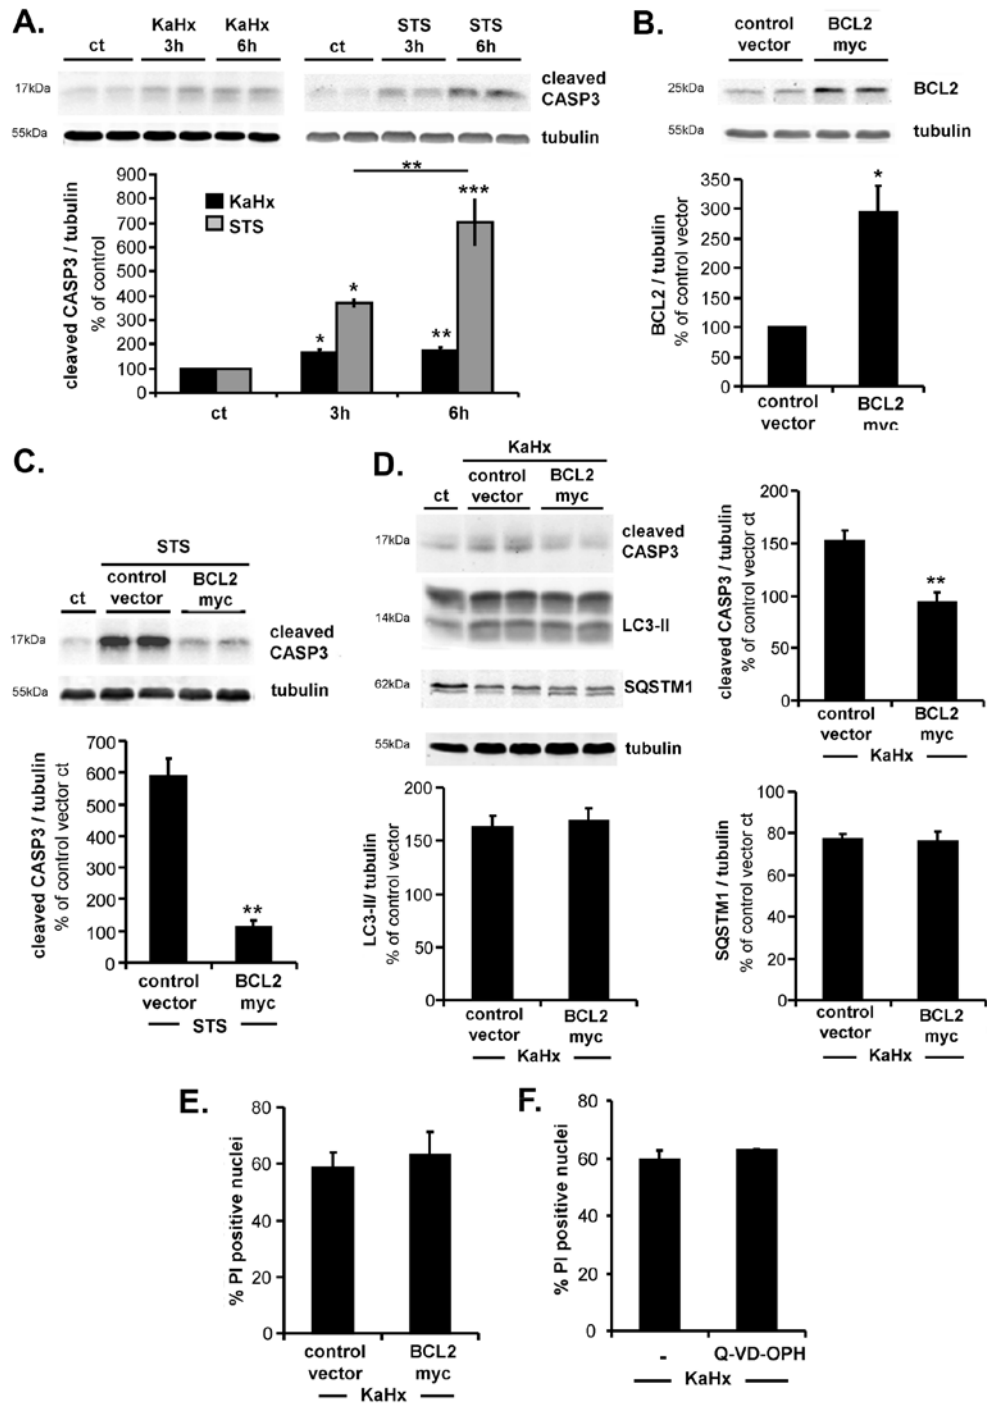 A.
KaHx KaHx STS STS
ct 3h 6h ct 3h 6h
17kDa cleaved CASP3
55kDa tubulin
cleaved CASP3 / tubulin
% of control
900
800
700
600
500
400
300
200
100
0
KaHx
STS
**
***
*
*
**
ct 3h 6h
B.
control vector BCL2 myc
25kDa BCL2
55kDa tubulin
BCL2 / tubulin
% of control vector
350
300
250
200
150
100
50
0
*
control vector BCL2 myc
C.
STS
ct control vector BCL2 myc
17kDa cleaved CASP3
55kDa tubulin
cleaved CASP3 / tubulin
% of control vector ct
700
600
500
400
300
200
100
0
**
control vector BCL2 myc
STS
D.
KaHx
ct control vector BCL2 myc
17kDa cleaved CASP3
14kDa LC3-II
62kDa SQSTM1
55kDa tubulin
cleaved CASP3 / tubulin
% of control vector ct
200
150
100
50
0
**
control vector BCL2 myc
KaHx
LC3-II/ tubulin
% of control vector
200
150
100
50
0
control vector BCL2 myc
KaHx
SQSTM1 / tubulin
% of control vector ct
100
80
60
40
20
0
control vector BCL2 myc
KaHx
E.
% PI positive nuclei
80
60
40
20
0
control vector BCL2 myc
KaHx
F.
% PI positive nuclei
80
60
40
20
0
- Q-VD-OPH
KaHx